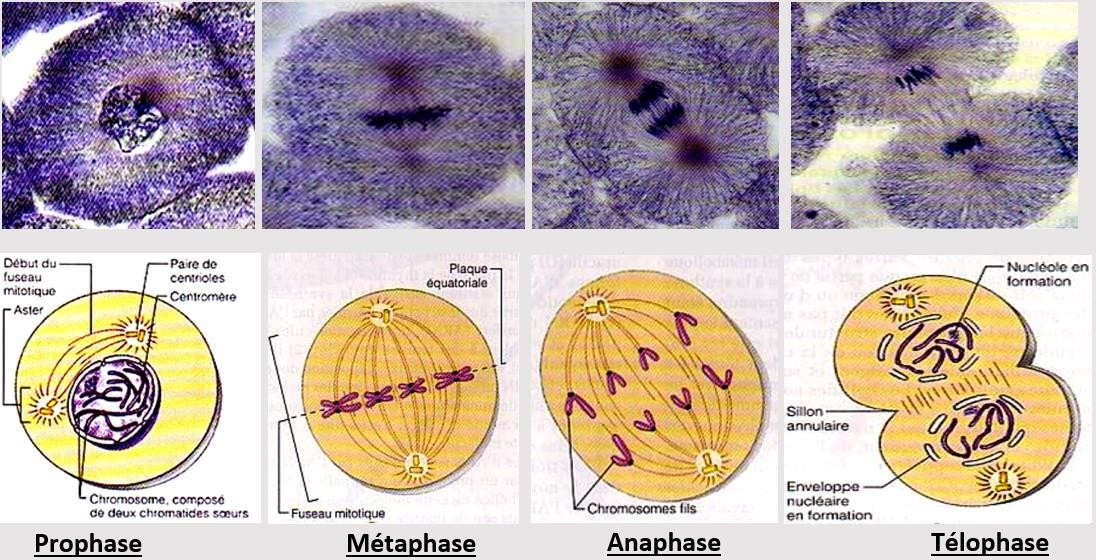 Début du
fuseau
mitotique
Paire de
centrioles
Centromère
Aster
Chromosome, composé
de deux chromatides sœurs
Plaque
équatoriale
Fuseau mitotique
Chromosomes fils
Nucléole en
formation
Sillon
annulaire
Enveloppe
nucléaire
en formation
Prophase
Métaphase
Anaphase
Télophase